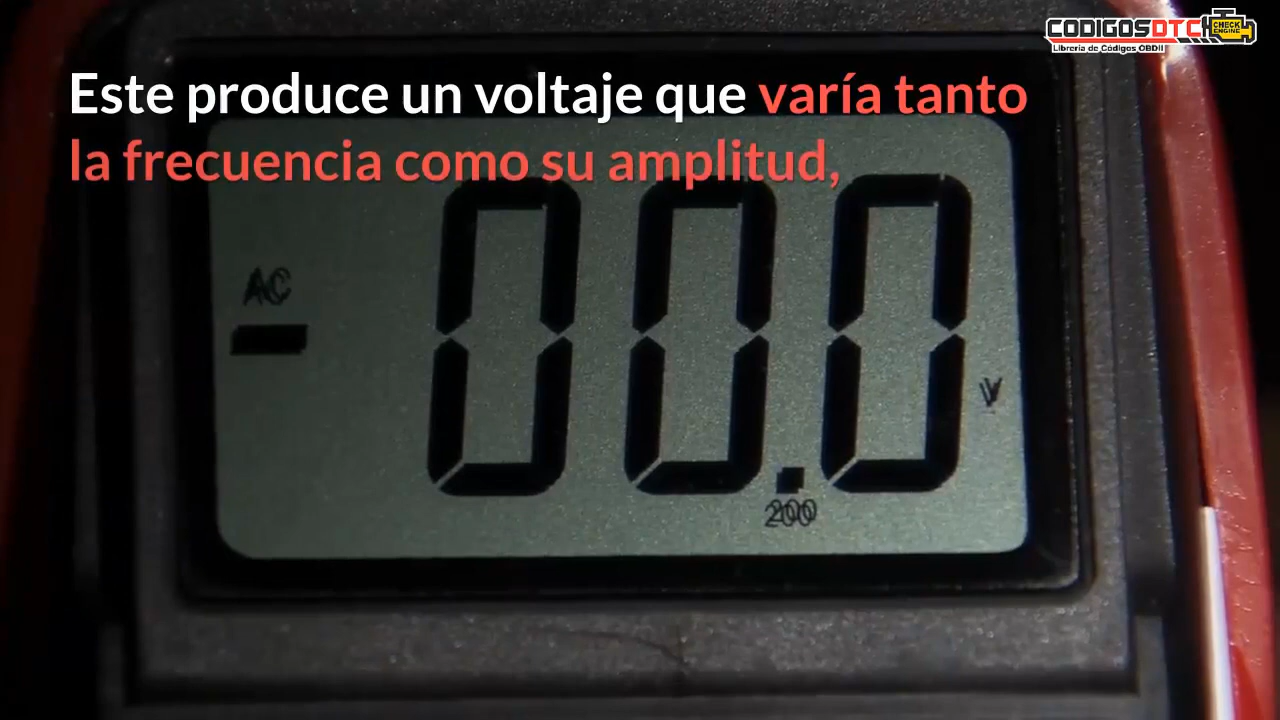 CODIGOSDTC
CHECK
ENGINE
Librería de Códigos OBDII
Este produce un voltaje que varía tanto
la frecuencia como su amplitud,
AC
-00.0
V
200